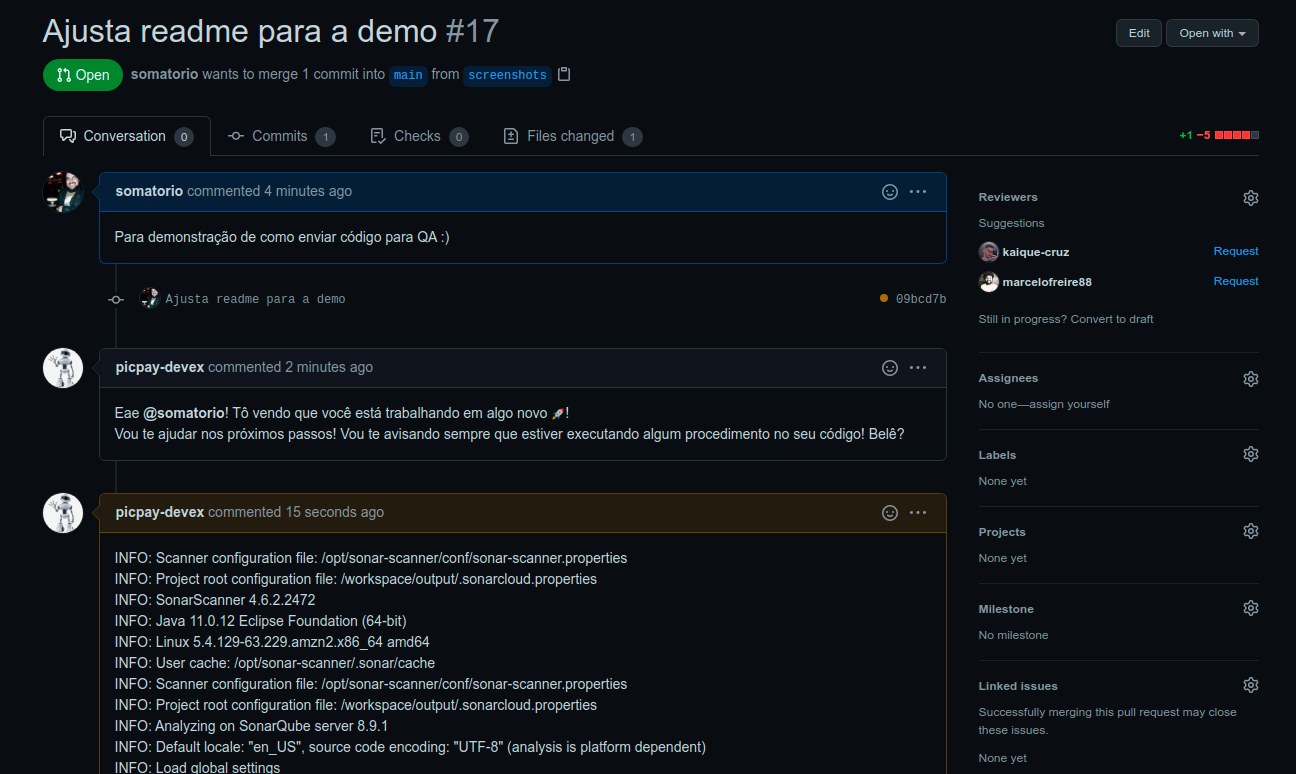 Ajusta readme para a demo #17
Edit
Open with
Open
somatorio wants to merge 1 commit into main from screenshots
Conversation 0
Commits 1
Checks 0
Files changed 1
+1 −5
somatorio commented 4 minutes ago
Para demonstração de como enviar código para QA :)
Ajusta readme para a demo
09bcd7b
picpay-devex commented 2 minutes ago
Eae @somatorio! Tô vendo que você está trabalhando em algo novo 🚀!
Vou te ajudar nos próximos passos! Vou te avisando sempre que estiver executando algum procedimento no seu código! Belê?
picpay-devex commented 15 seconds ago
INFO: Scanner configuration file: /opt/sonar-scanner/conf/sonar-scanner.properties
INFO: Project root configuration file: /workspace/output/.sonarcloud.properties
INFO: SonarScanner 4.6.2.2472
INFO: Java 11.0.12 Eclipse Foundation (64-bit)
INFO: Linux 5.4.129-63.229.amzn2.x86_64 amd64
INFO: User cache: /opt/sonar-scanner/.sonar/cache
INFO: Scanner configuration file: /opt/sonar-scanner/conf/sonar-scanner.properties
INFO: Project root configuration file: /workspace/output/.sonarcloud.properties
INFO: Analyzing on SonarQube server 8.9.1
INFO: Default locale: "en_US", source code encoding: "UTF-8" (analysis is platform dependent)
INFO: Load global settings
Reviewers
Suggestions
kaique-cruz Request
marcelofreire88 Request
Still in progress? Convert to draft
Assignees
No one—assign yourself
Labels
None yet
Projects
None yet
Milestone
No milestone
Linked issues
Successfully merging this pull request may close
these issues.
None yet